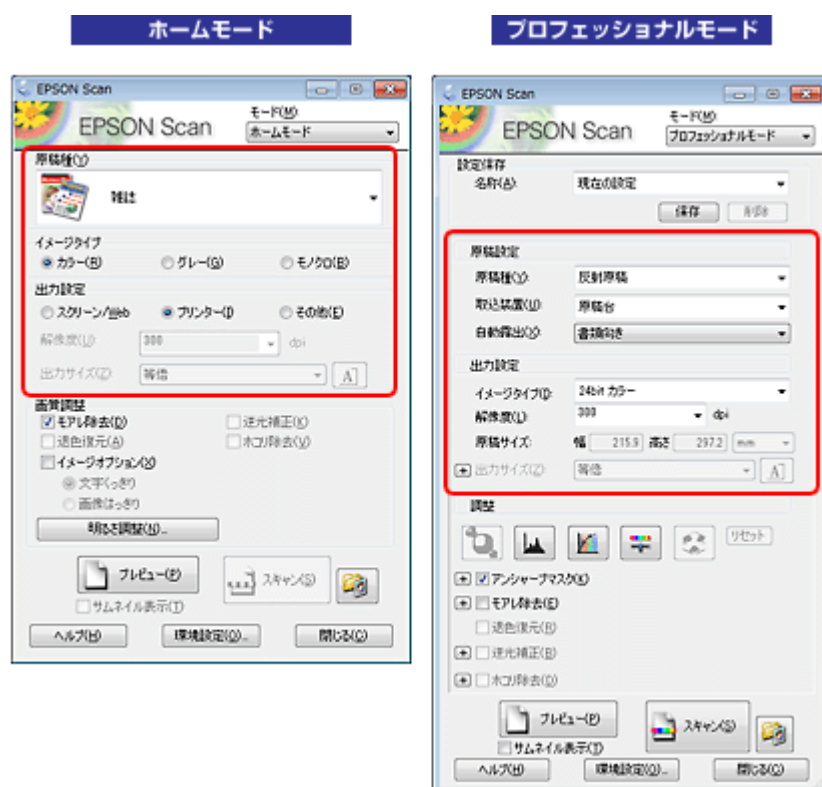 ホームモード
EPSON Scan
EPSON Scan
モード(M)
ホームモード
原稿種(Y)
雑誌
イメージタイプ
カラー(R) グレー(G) モノクロ(B)
出力設定
スクリーン/Web プリンター(I) その他(E)
解像度(L): 300 dpi
出力サイズ(Z): 等倍
画質調整
モアレ除去(D) 逆光補正(K)
退色復元(A) ホコリ除去(V)
イメージオプション(X)
文字くっきり
画像はっきり
明るさ調整(N)...
プレビュー(P) スキャン(S)
サムネイル表示(T)
ヘルプ(H) 環境設定(O)... 閉じる(C)
プロフェッショナルモード
EPSON Scan
EPSON Scan
モード(M)
プロフェッショナルモード
設定保存
名称(A): 現在の設定
保存 削除
原稿設定
原稿種(Y): 反射原稿
取込装置(U): 原稿台
自動露出(X): 書類向き
出力設定
イメージタイプ(I): 24bit カラー
解像度(L): 300 dpi
原稿サイズ: 幅 215.9 高さ 297.2 mm
出力サイズ(Z): 等倍
調整
リセット
アンシャープマスク(K)
モアレ除去(E)
退色復元(R)
逆光補正(B)
ホコリ除去(D)
プレビュー(P) スキャン(S)
サムネイル表示(T)
ヘルプ(H) 環境設定(O)... 閉じる(C)